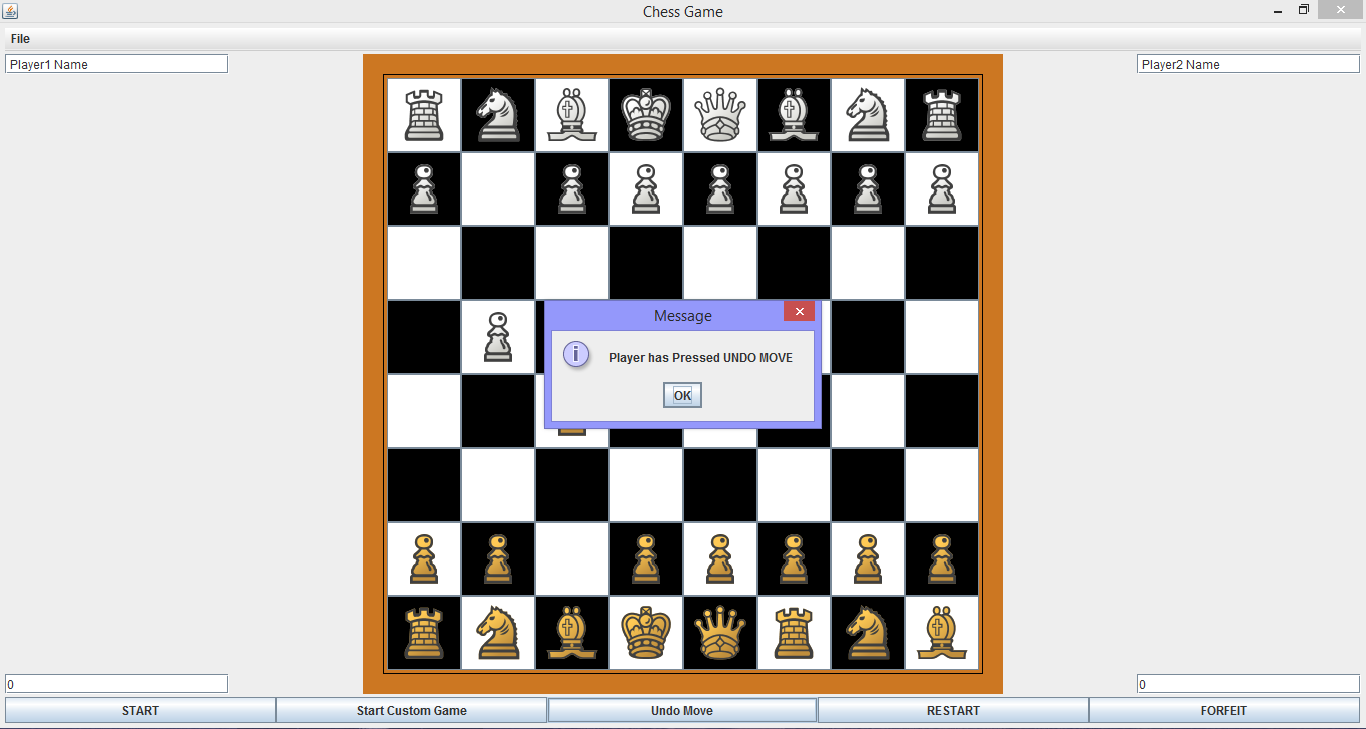 Chess Game
File
Player1 Name
Player2 Name
Message
Player has Pressed UNDO MOVE
OK
0
0
START
Start Custom Game
Undo Move
RESTART
FORFEIT